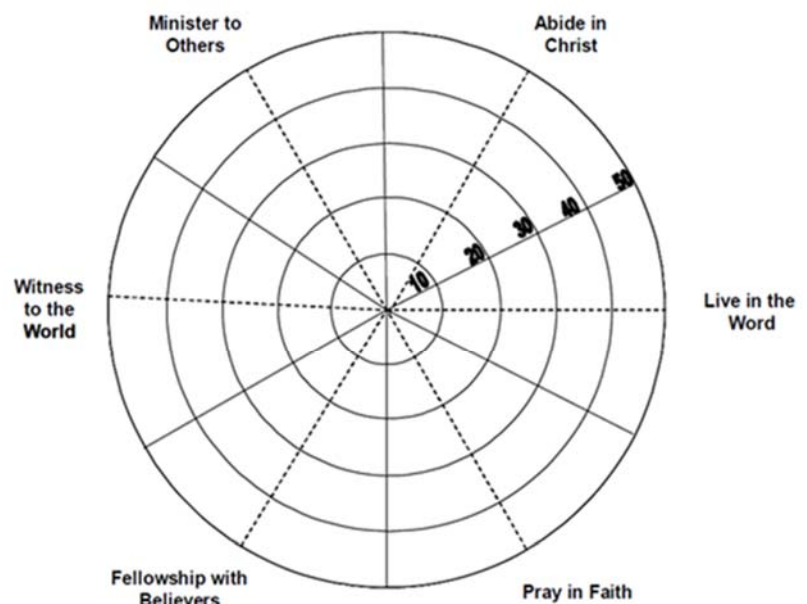 Minister to
Others
Abide in
Christ
50
40
30
20
10
Witness
to the
World
Live in the
Word
Fellowship with
Believers
Pray in Faith